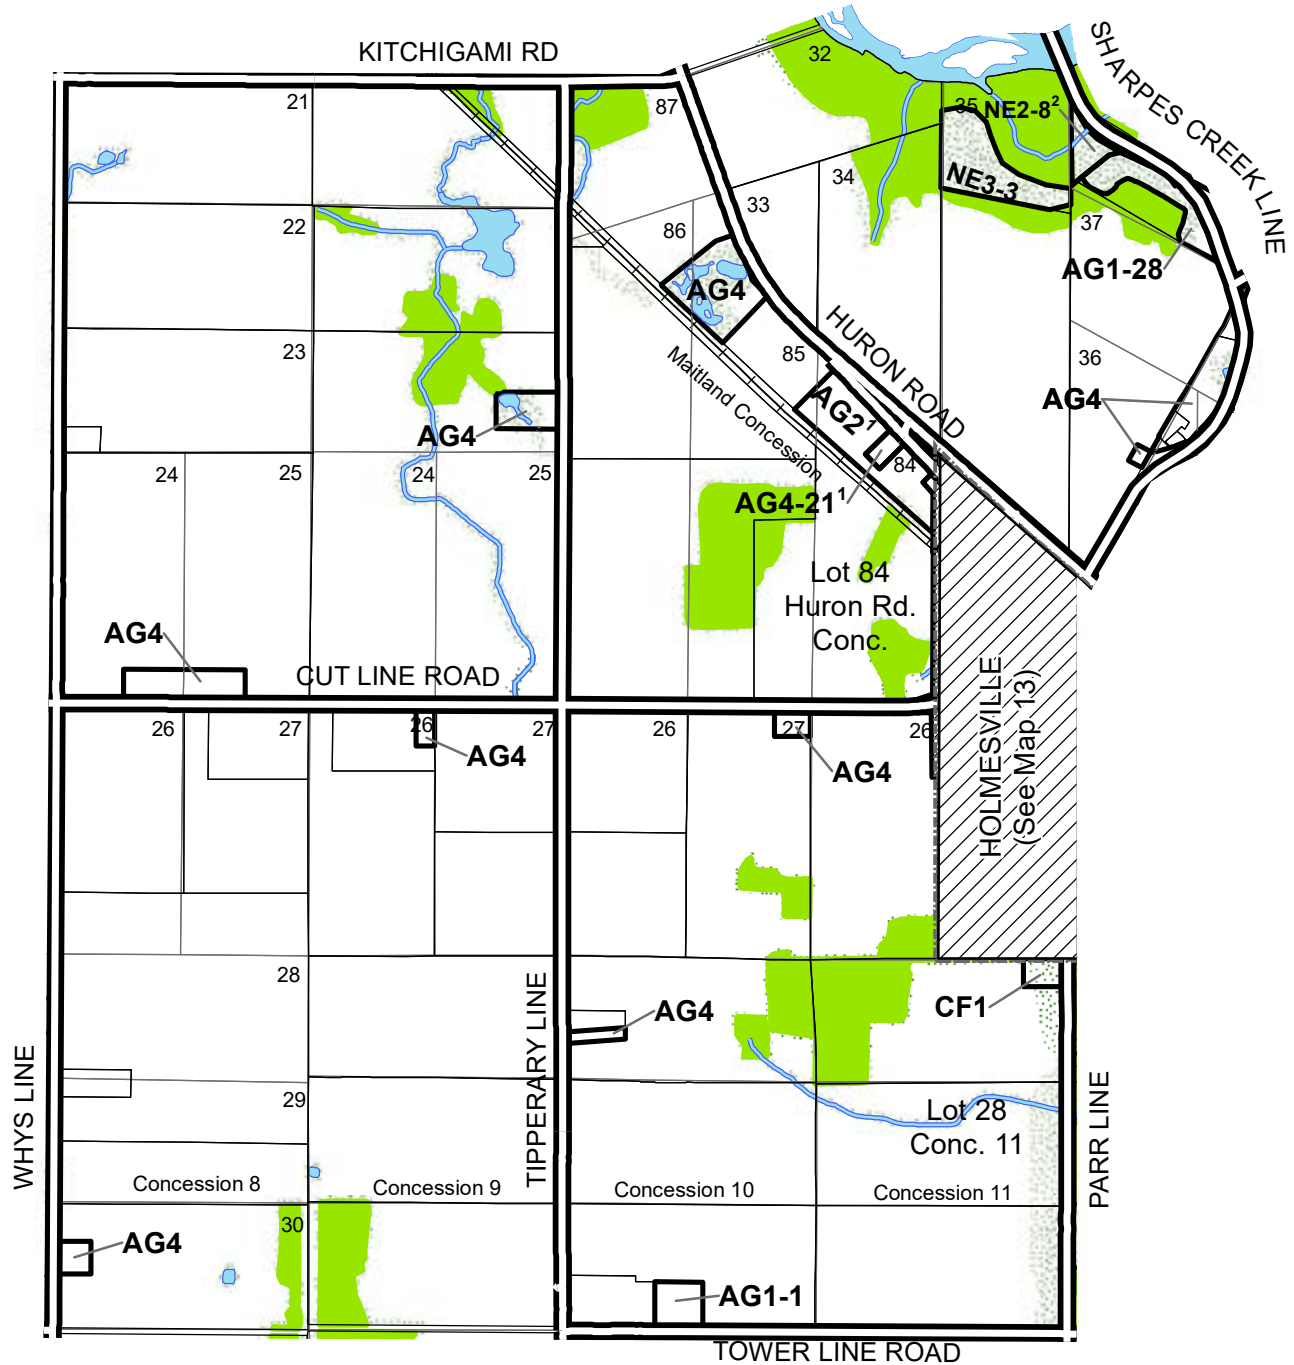 KITCHIGAMI RD
SHARPES CREEK LINE
32
21
87
35
NE2-8²
NE3-3
34
33
37
22
86
AG1-28
AG4
HURON ROAD
85
Maitland Concession
23
36
AG4
AG2¹
AG4
84
24
25
24
25
AG4-21¹
Lot 84
Huron Rd.
Conc.
AG4
CUT LINE ROAD
HOLMESVILLE
(See Map 13)
26
27
26
27
26
27
26
AG4
AG4
28
AG4
CF1
TIPPERARY LINE
WHYS LINE
PARR LINE
29
Lot 28
Conc. 11
Concession 8
Concession 9
Concession 10
Concession 11
30
AG4
AG1-1
TOWER LINE ROAD